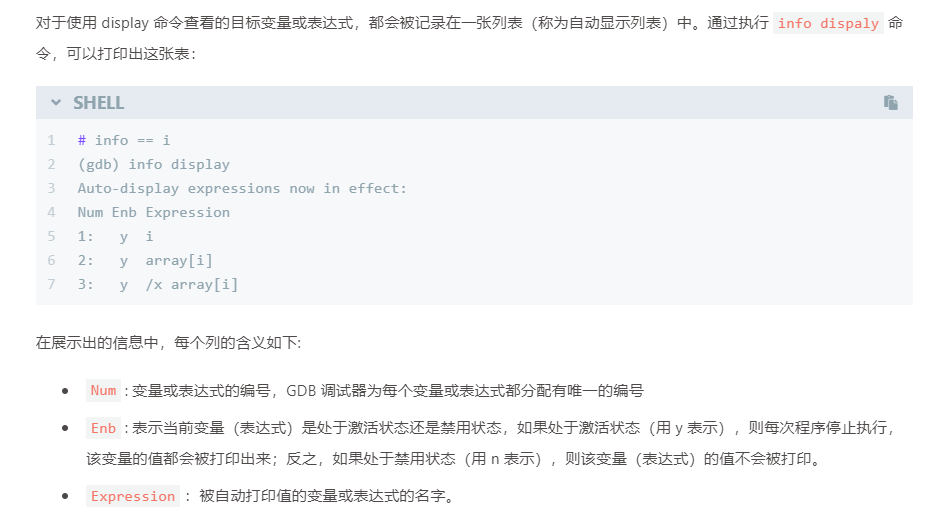 对于使用 display 命令查看的目标变量或表达式，都会被记录在一张列表（称为自动显示列表）中。通过执行 info dispaly 命
令，可以打印出这张表：
SHELL
1 # info == i
2 (gdb) info display
3 Auto-display expressions now in effect:
4 Num Enb Expression
5 1:   y  i
6 2:   y  array[i]
7 3:   y  /x array[i]
在展示出的信息中，每个列的含义如下:
• Num : 变量或表达式的编号，GDB 调试器为每个变量或表达式都分配有唯一的编号
• Enb : 表示当前变量（表达式）是处于激活状态还是禁用状态，如果处于激活状态（用 y 表示），则每次程序停止执行，
该变量的值都会被打印出来；反之，如果处于禁用状态（用 n 表示），则该变量（表达式）的值不会被打印。
• Expression ： 被自动打印值的变量或表达式的名字。